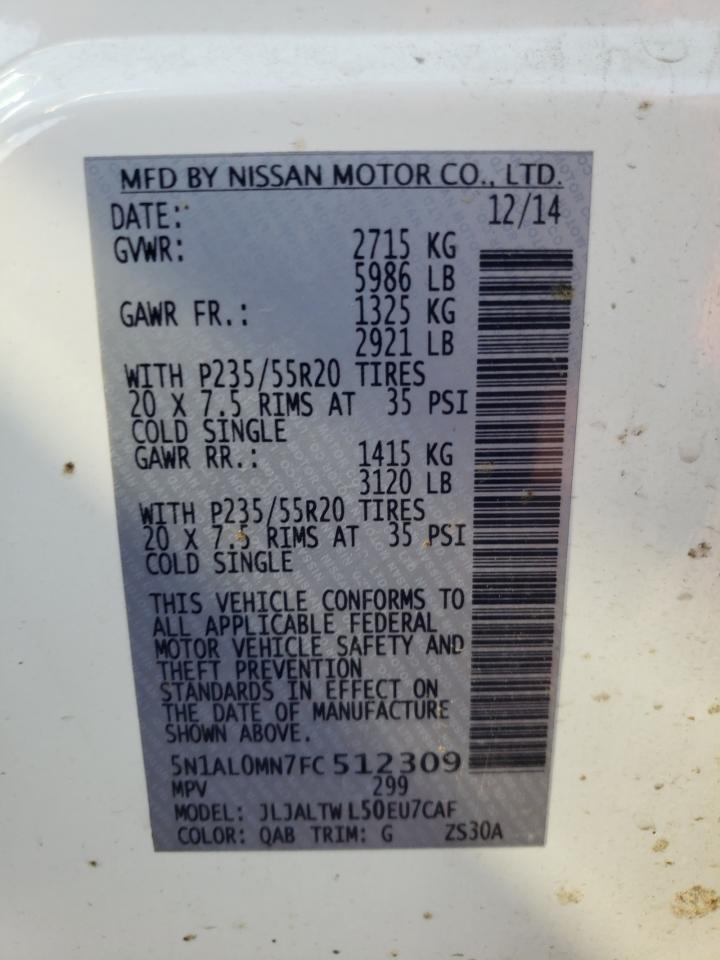 MFD BY NISSAN MOTOR CO., LTD.
DATE: 12/14
GVWR: 2715 KG
5986 LB
GAWR FR.: 1325 KG
2921 LB
WITH P235/55R20 TIRES
20 X 7.5 RIMS AT 35 PSI
COLD SINGLE
GAWR RR.: 1415 KG
3120 LB
WITH P235/55R20 TIRES
20 X 7.5 RIMS AT 35 PSI
COLD SINGLE
THIS VEHICLE CONFORMS TO
ALL APPLICABLE FEDERAL
MOTOR VEHICLE SAFETY AND
THEFT PREVENTION
STANDARDS IN EFFECT ON
THE DATE OF MANUFACTURE
SHOWN ABOVE.
5N1AL0MN7FC512309
MPV 299
MODEL: JLJALTWL50EU7CAF
COLOR: QAB TRIM: G ZS30A